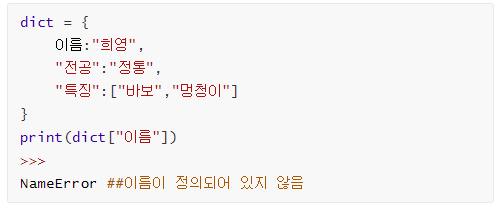 dict = {
    이름:"희영",
    "전공":"정통",
    "특징":["바보","멍청이"]
}
print(dict["이름"])
>>>
NameError ##이름이 정의되어 있지 않음